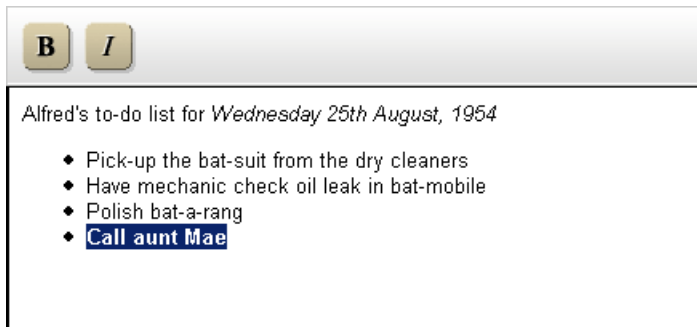 B I
Alfred's to-do list for Wednesday 25th August, 1954
Pick-up the bat-suit from the dry cleaners
Have mechanic check oil leak in bat-mobile
Polish bat-a-rang
Call aunt Mae